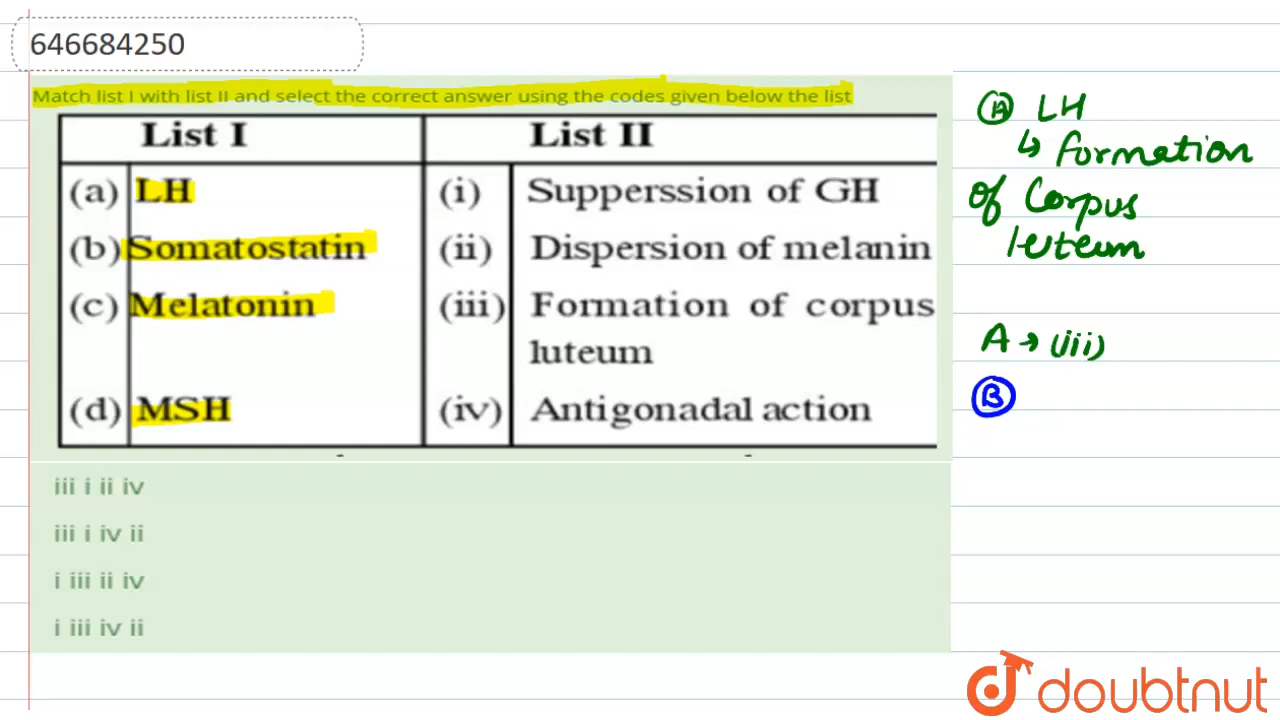 646684250
Match list I with list II and select the correct answer using the codes given below the list
List I List II
(a) LH (i) Supperssion of GH
(b) Somatostatin (ii) Dispersion of melanin
(c) Melatonin (iii) Formation of corpus
luteum
(d) MSH (iv) Antigonadal action
iii i ii iv
iii i iv ii
i iii ii iv
i iii iv ii
A LH
↳ formation
of Corpus
luteum
A → (iii)
B
doubtnut